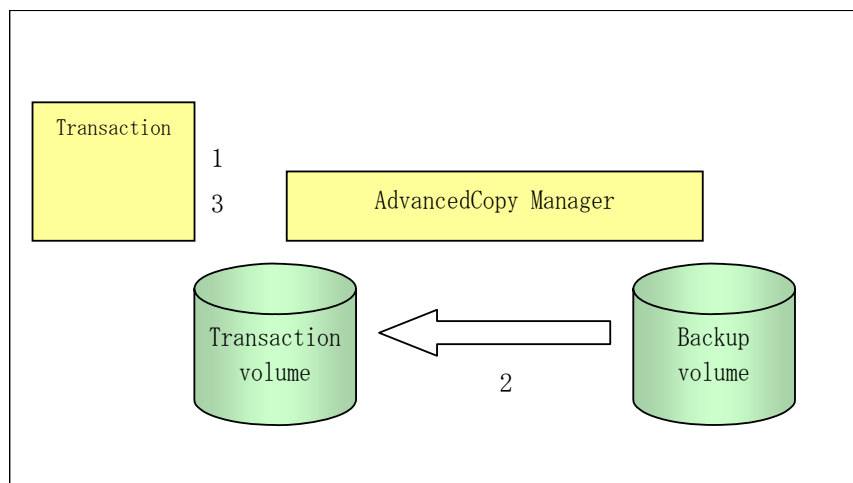 Transaction
1
3
AdvancedCopy Manager
Transaction
volume
2
Backup
volume